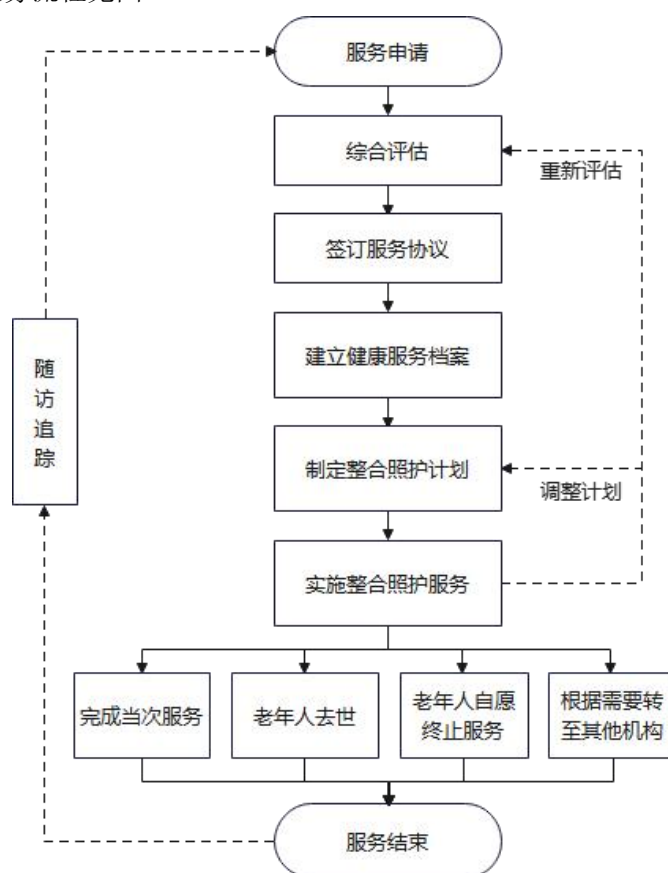 服务申请
综合评估
重新评估
签订服务协议
建立健康服务档案
随
访
追
踪
制定整合照护计划
调整计划
实施整合照护服务
完成当次服务
老年人去世
老年人自愿
终止服务
根据需要转
至其他机构
服务结束